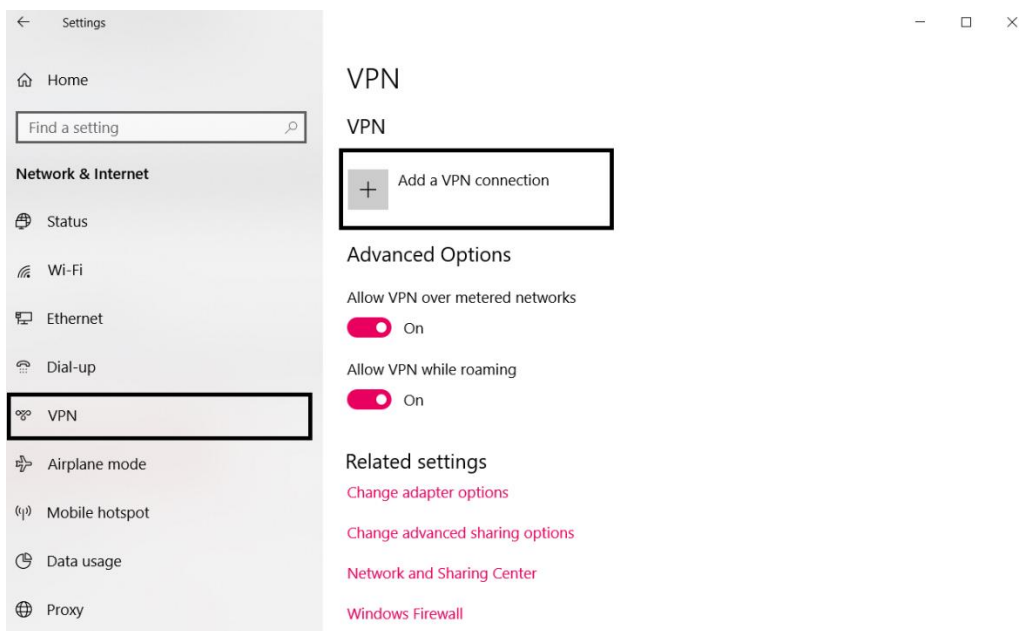 Settings
Home
Find a setting
Network & Internet
Status
Wi-Fi
Ethernet
Dial-up
VPN
Airplane mode
Mobile hotspot
Data usage
Proxy
VPN
VPN
Add a VPN connection
Advanced Options
Allow VPN over metered networks
On
Allow VPN while roaming
On
Related settings
Change adapter options
Change advanced sharing options
Network and Sharing Center
Windows Firewall